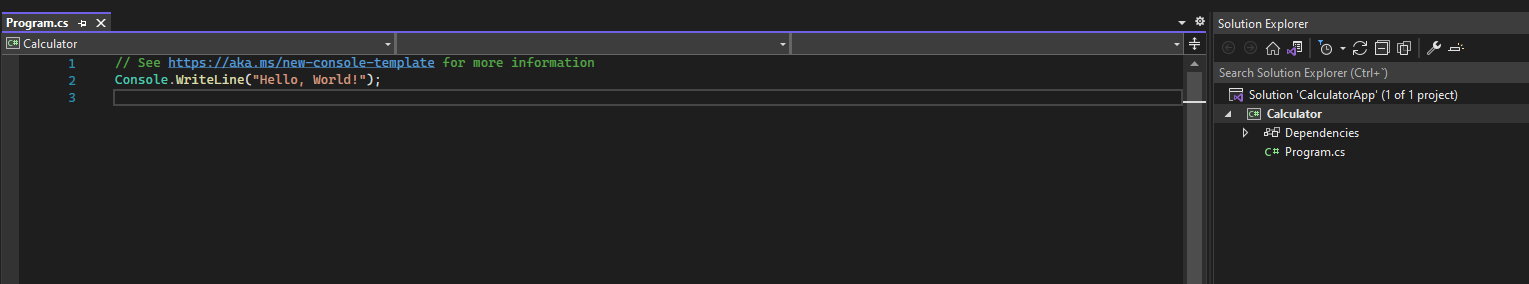 Program.cs
Solution Explorer
C# Calculator
Search Solution Explorer (Ctrl+`)
1 // See https://aka.ms/new-console-template for more information
2 Console.WriteLine("Hello, World!");
3
Solution 'CalculatorApp' (1 of 1 project)
C# Calculator
Dependencies
C# Program.cs